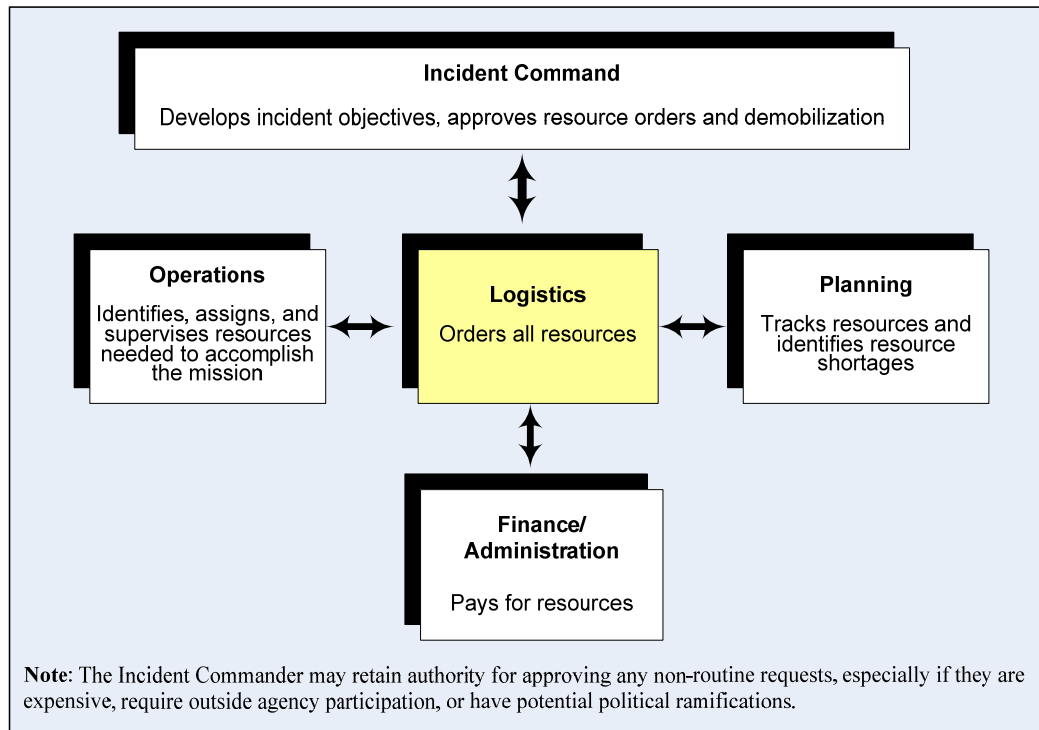 Incident Command
Develops incident objectives, approves resource orders and demobilization
Operations
Identifies, assigns, and
supervises resources
needed to accomplish
the mission
Logistics
Orders all resources
Planning
Tracks resources and
identifies resource
shortages
Finance/
Administration
Pays for resources
Note: The Incident Commander may retain authority for approving any non-routine requests, especially if they are
expensive, require outside agency participation, or have potential political ramifications.